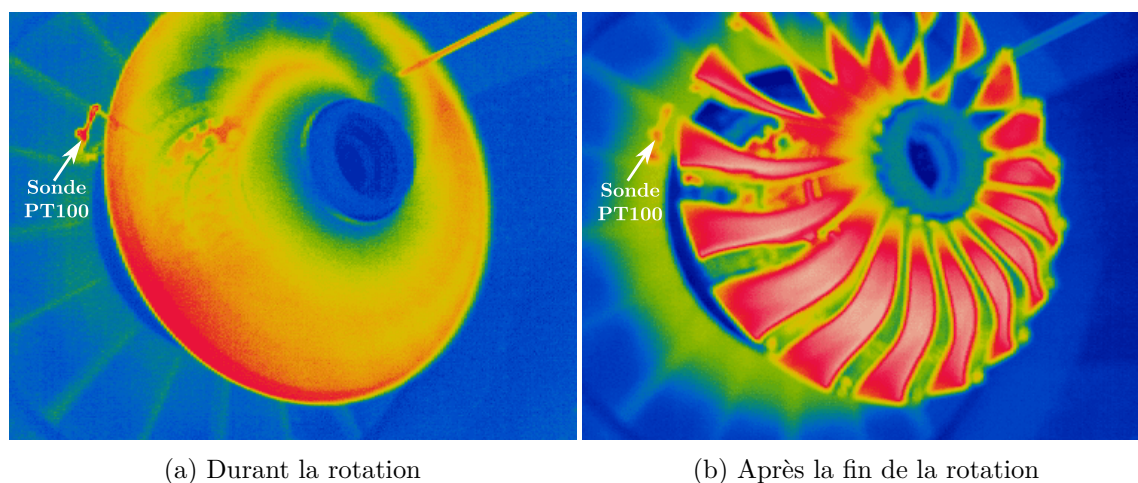 Sonde
PT100
Sonde
PT100
(a) Durant la rotation
(b) Après la fin de la rotation